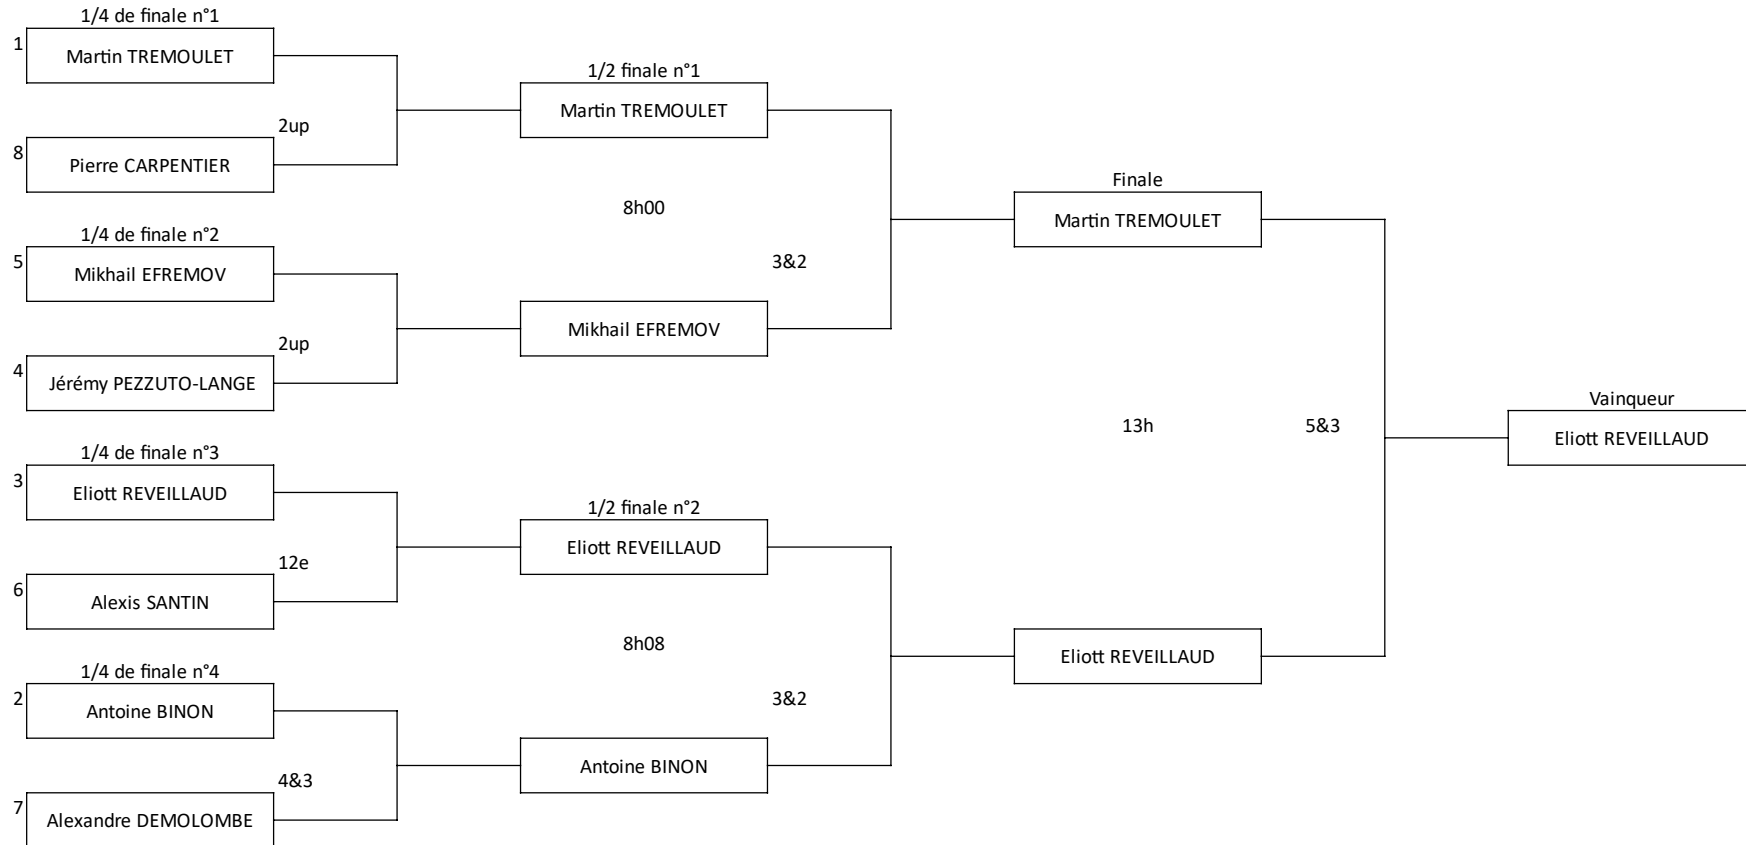 1/4 de finale n°1
1
Martin TREMOULET
2up
8
Pierre CARPENTIER
1/4 de finale n°2
5
Mikhail EFREMOV
2up
4
Jérémy PEZZUTO-LANGE
1/4 de finale n°3
3
Eliott REVEILLAUD
12e
6
Alexis SANTIN
1/4 de finale n°4
2
Antoine BINON
4&3
7
Alexandre DEMOLOMBE
1/2 finale n°1
Martin TREMOULET
8h00
3&2
Mikhail EFREMOV
1/2 finale n°2
Eliott REVEILLAUD
8h08
3&2
Antoine BINON
Finale
Martin TREMOULET
13h
5&3
Eliott REVEILLAUD
Vainqueur
Eliott REVEILLAUD